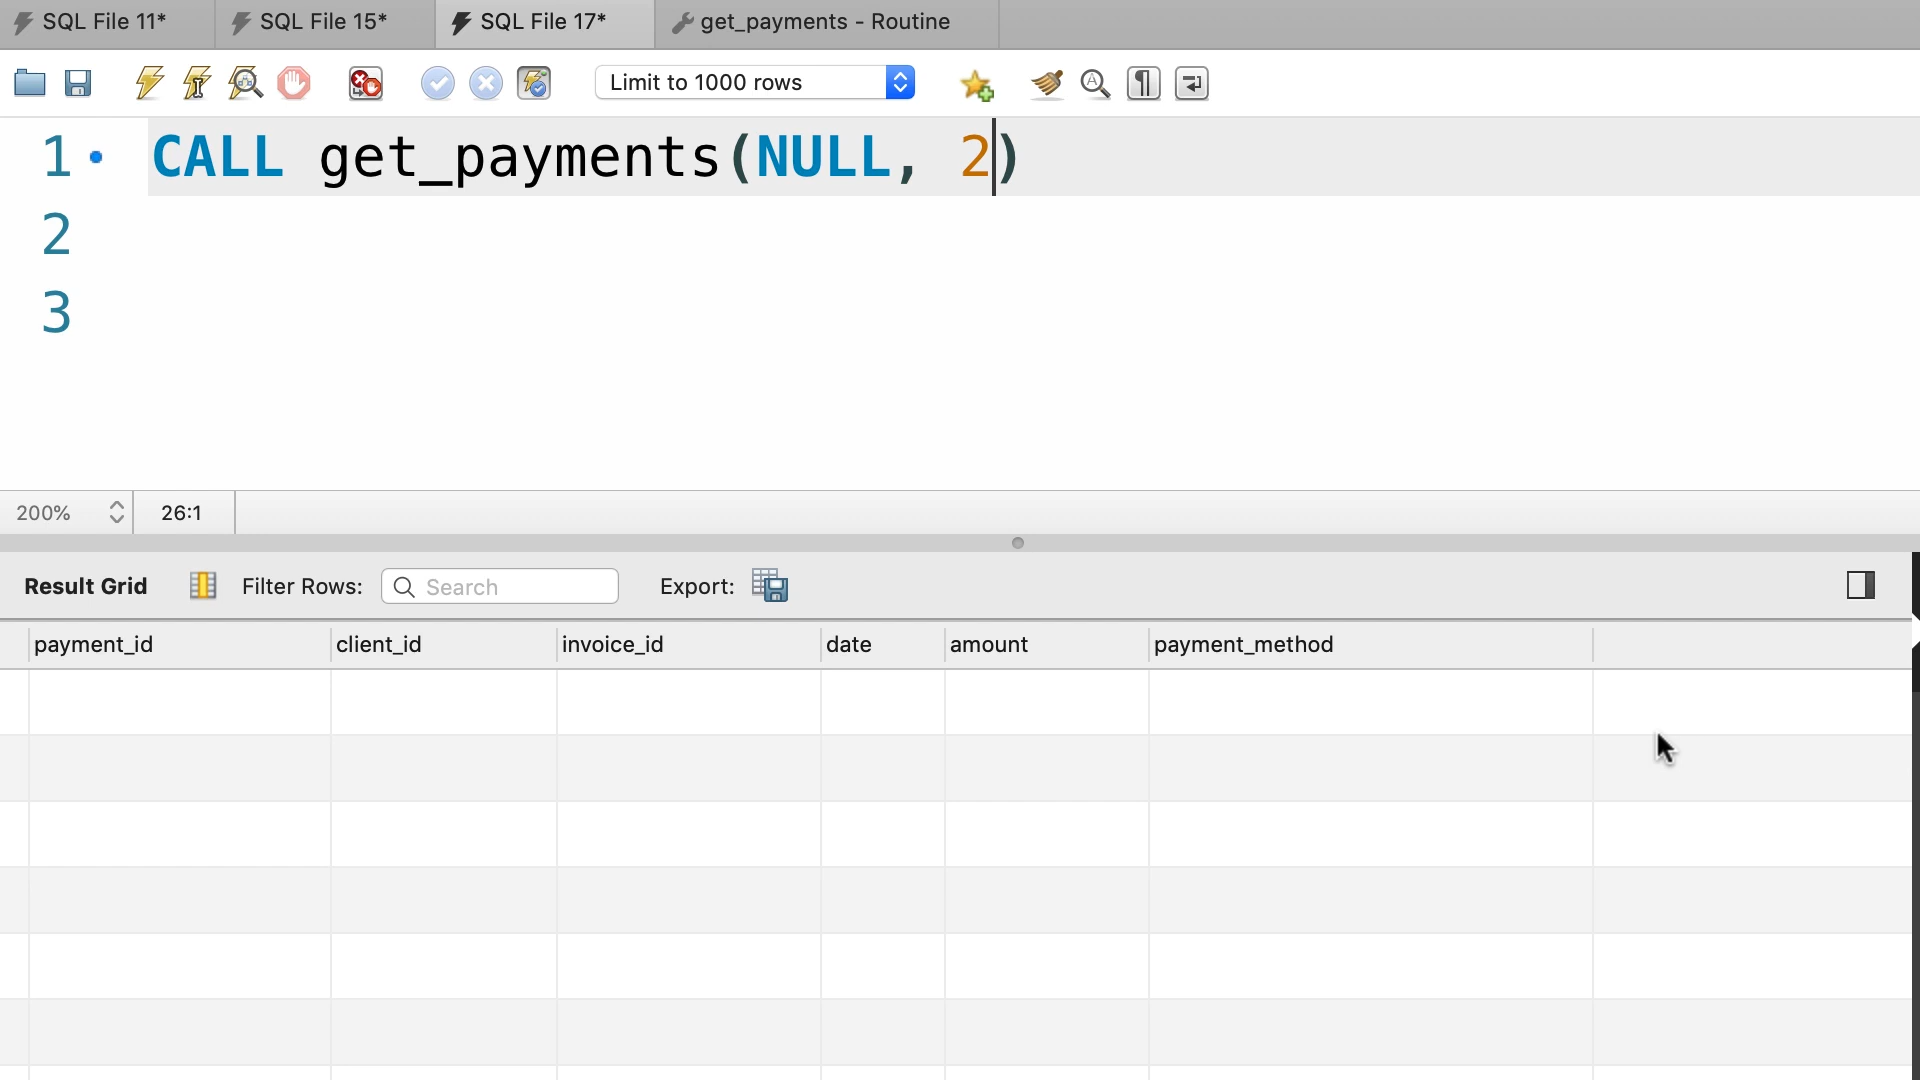 SQL File 11* SQL File 15* SQL File 17* get_payments - Routine
Limit to 1000 rows
1 CALL get_payments(NULL, 2)
2
3
200% 26:1
Result Grid Filter Rows: Search Export:
payment_id client_id invoice_id date amount payment_method